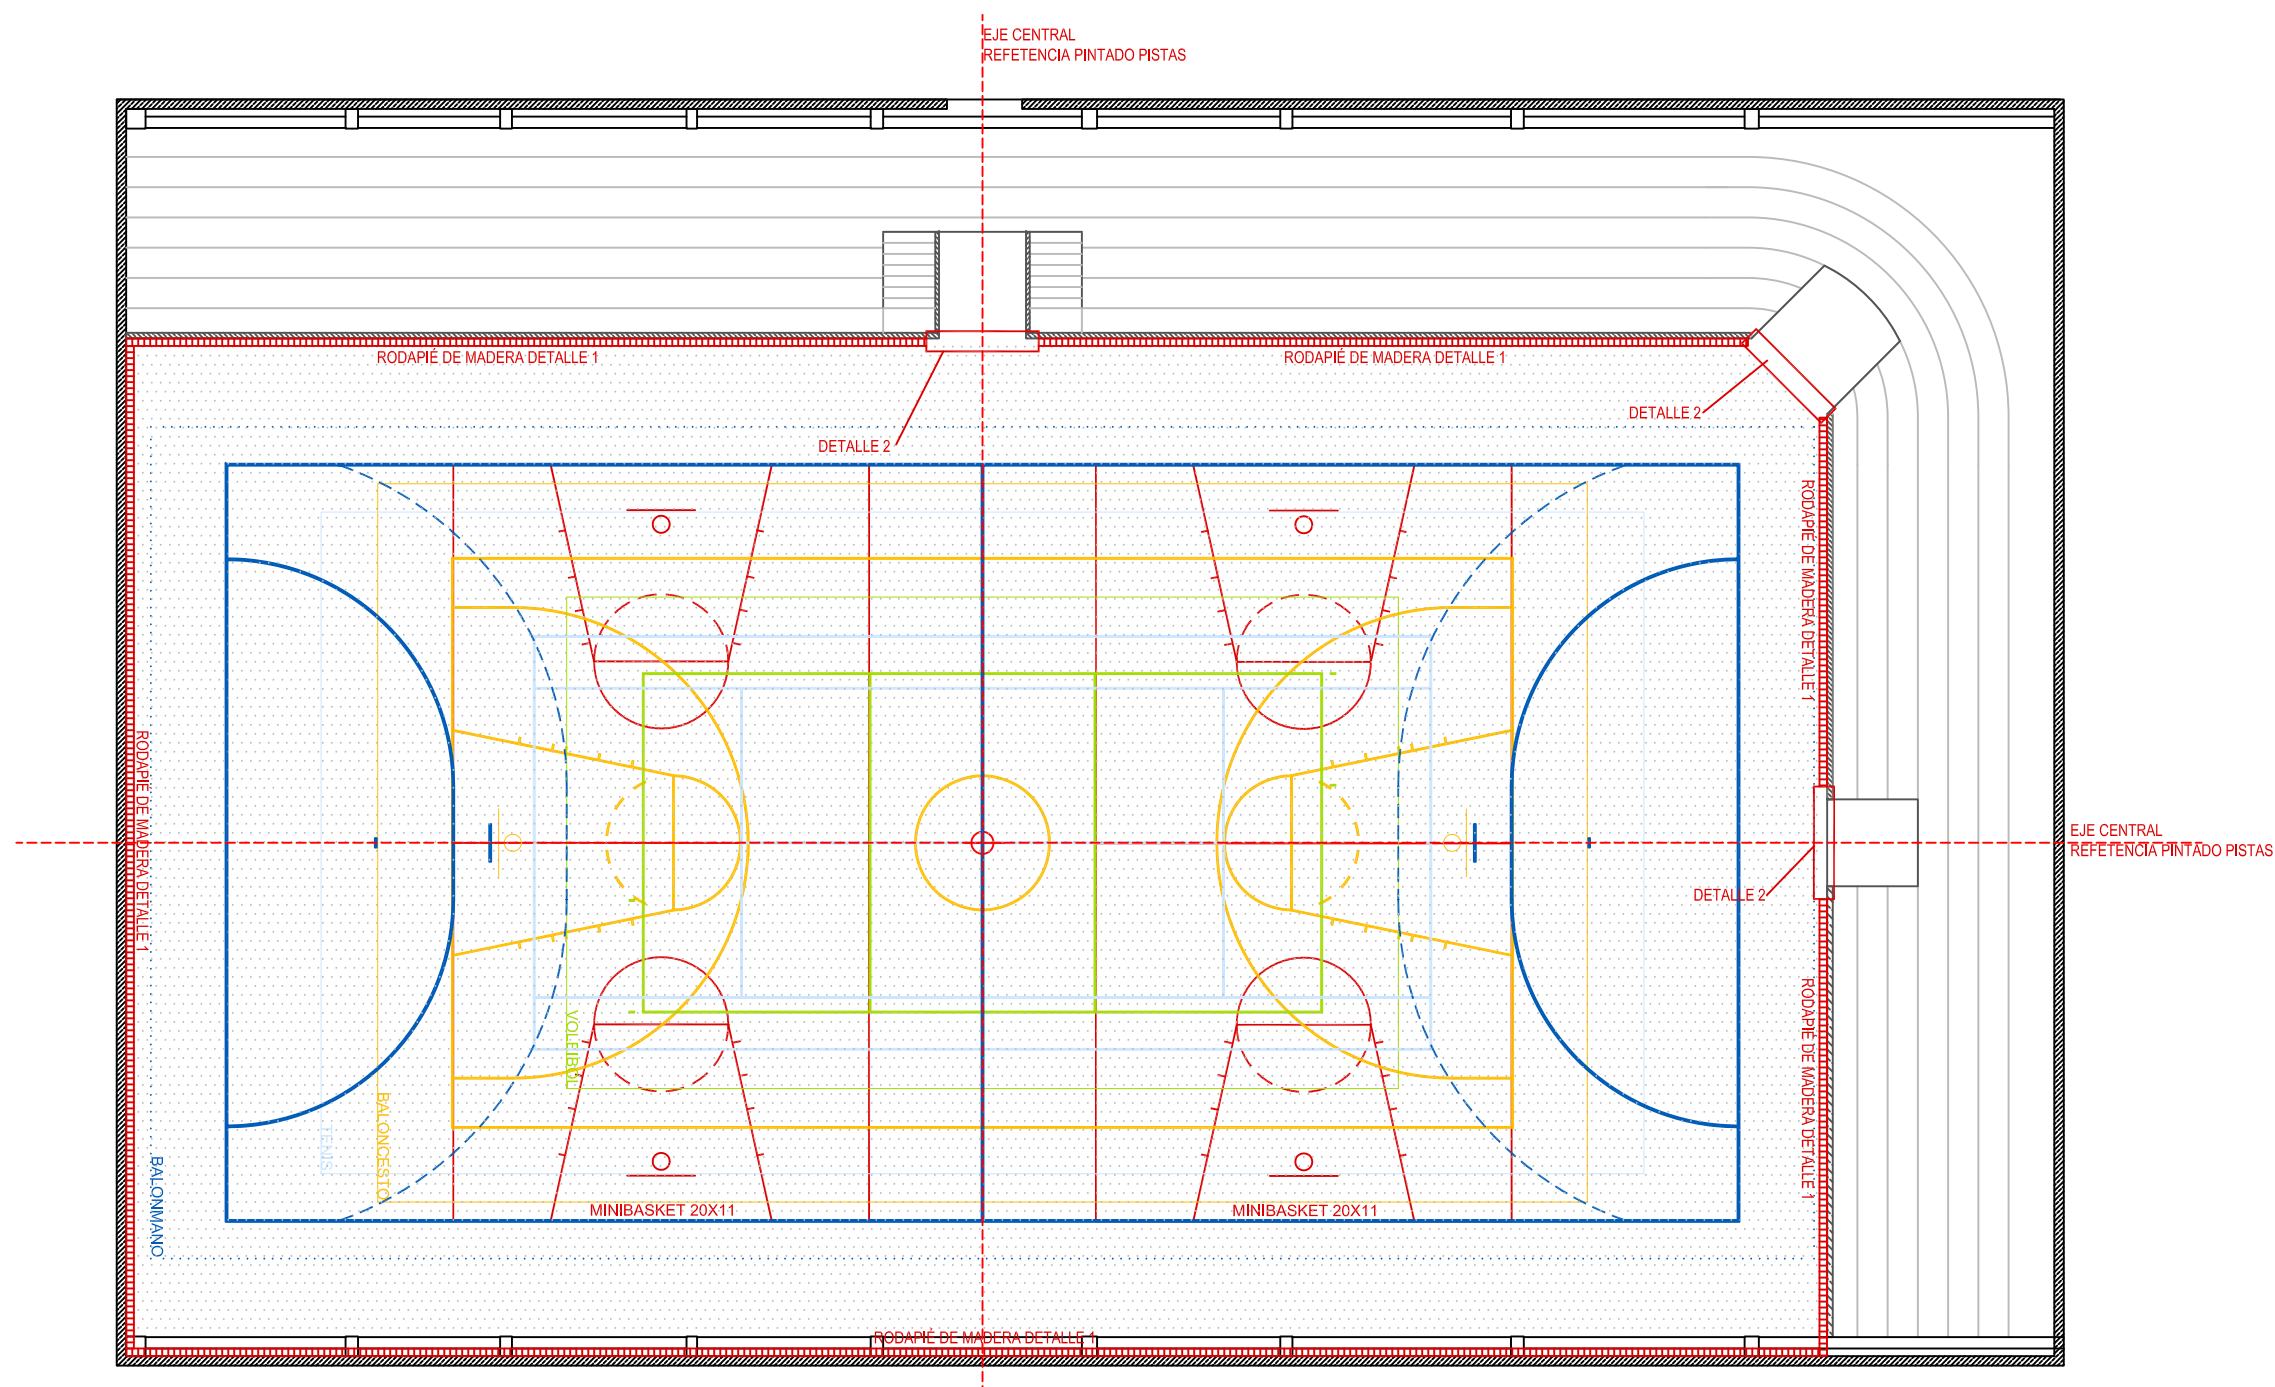 EJE CENTRAL
REFETENCIA PINTADO PISTAS
RODAPIÉ DE MADERA DETALLE 1
RODAPIÉ DE MADERA DETALLE 1
DETALLE 2
DETALLE 2
RODAPIÉ DE MADERA DETALLE 1
RODAPIÉ DE MADERA DETALLE 1
EJE CENTRAL
REFETENCIA PINTADO PISTAS
DETALLE 2
RODAPIÉ DE MADERA DETALLE 1
VOLEIBOL
BALONCESTO
TENIS
BALONMANO
MINIBASKET 20X11
MINIBASKET 20X11
RODAPIÉ DE MADERA DETALLE 1